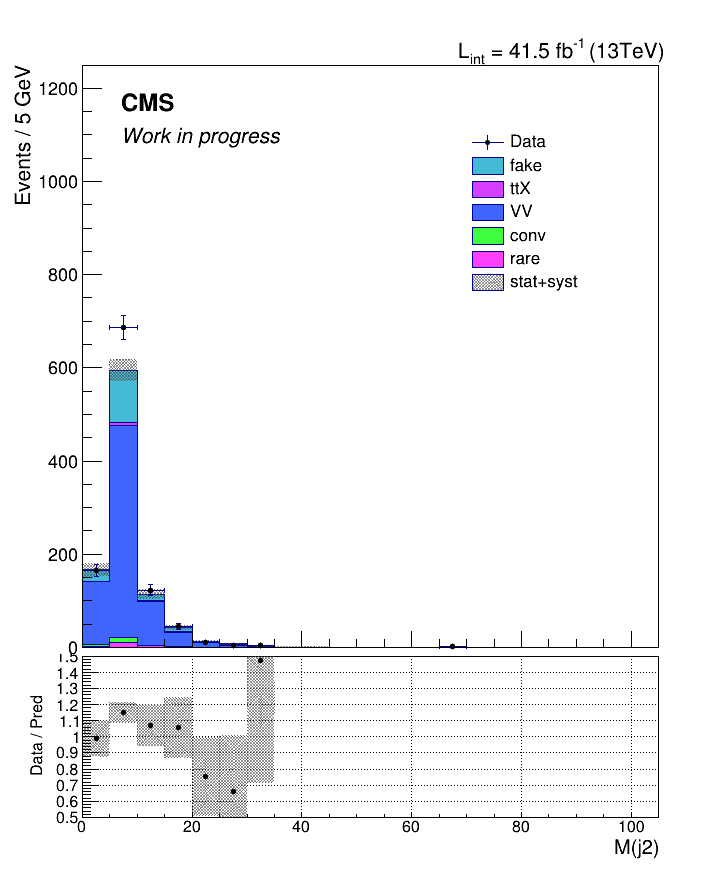 L_int = 41.5 fb^-1 (13TeV)
Events / 5 GeV
1200
1000
800
600
400
200
0
CMS
Work in progress
Data
fake
ttX
VV
conv
rare
stat+syst
Data / Pred
1.5
1.4
1.3
1.2
1.1
1
0.9
0.8
0.7
0.6
0.5
0 20 40 60 80 100
M(j2)